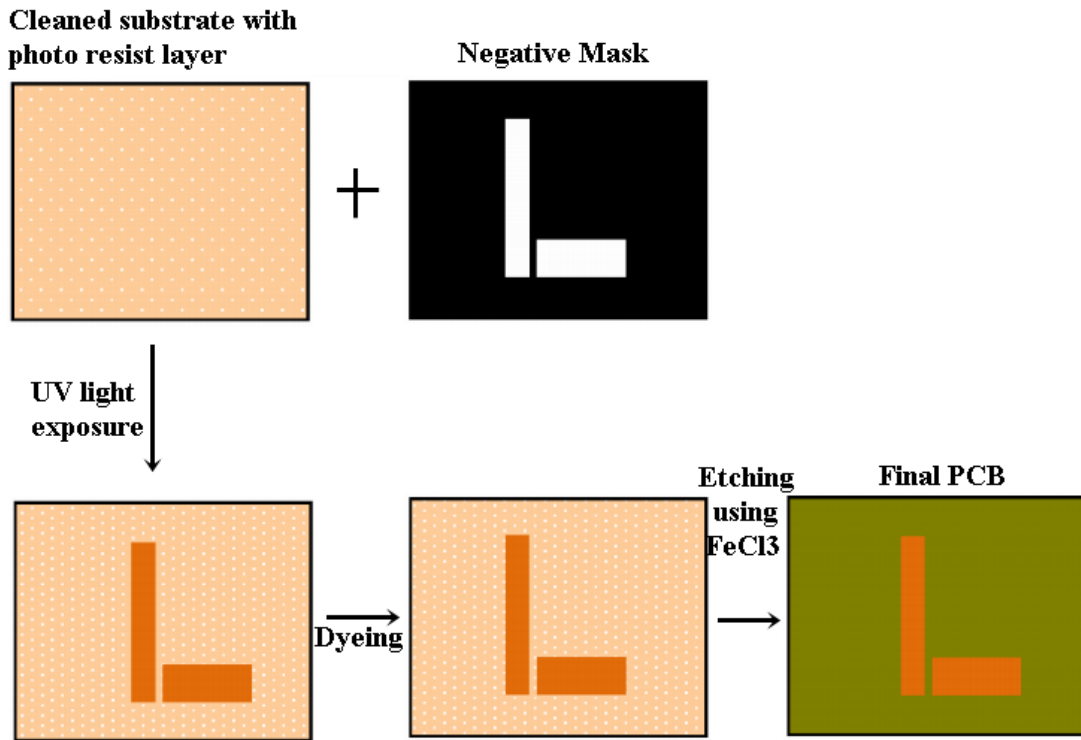 Cleaned substrate with
photo resist layer
Negative Mask
UV light
exposure
Dyeing
Etching
using
FeCl3
Final PCB